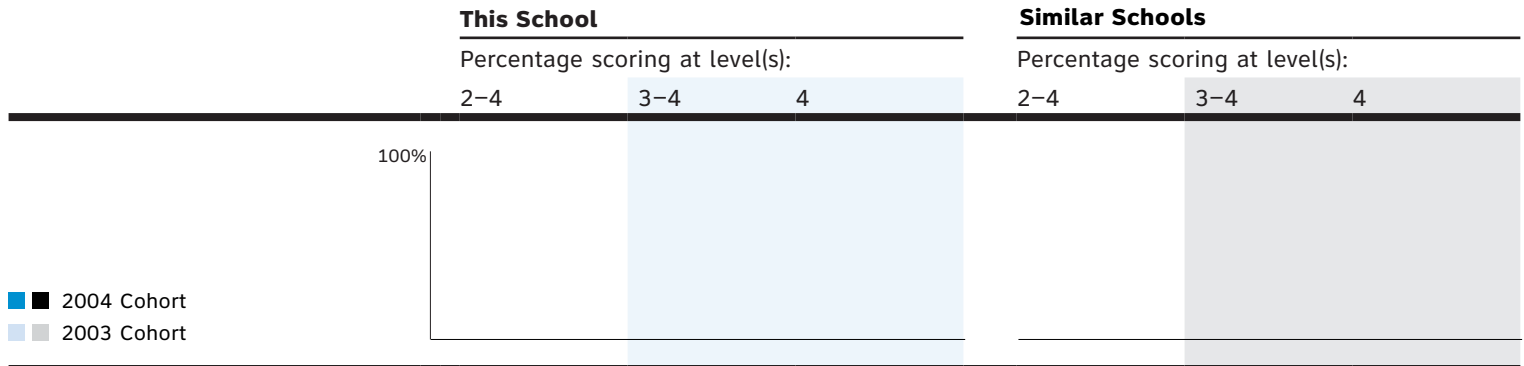 This School
Similar Schools
Percentage scoring at level(s):
Percentage scoring at level(s):
2–4 3–4 4
2–4 3–4 4
100%
2004 Cohort
2003 Cohort